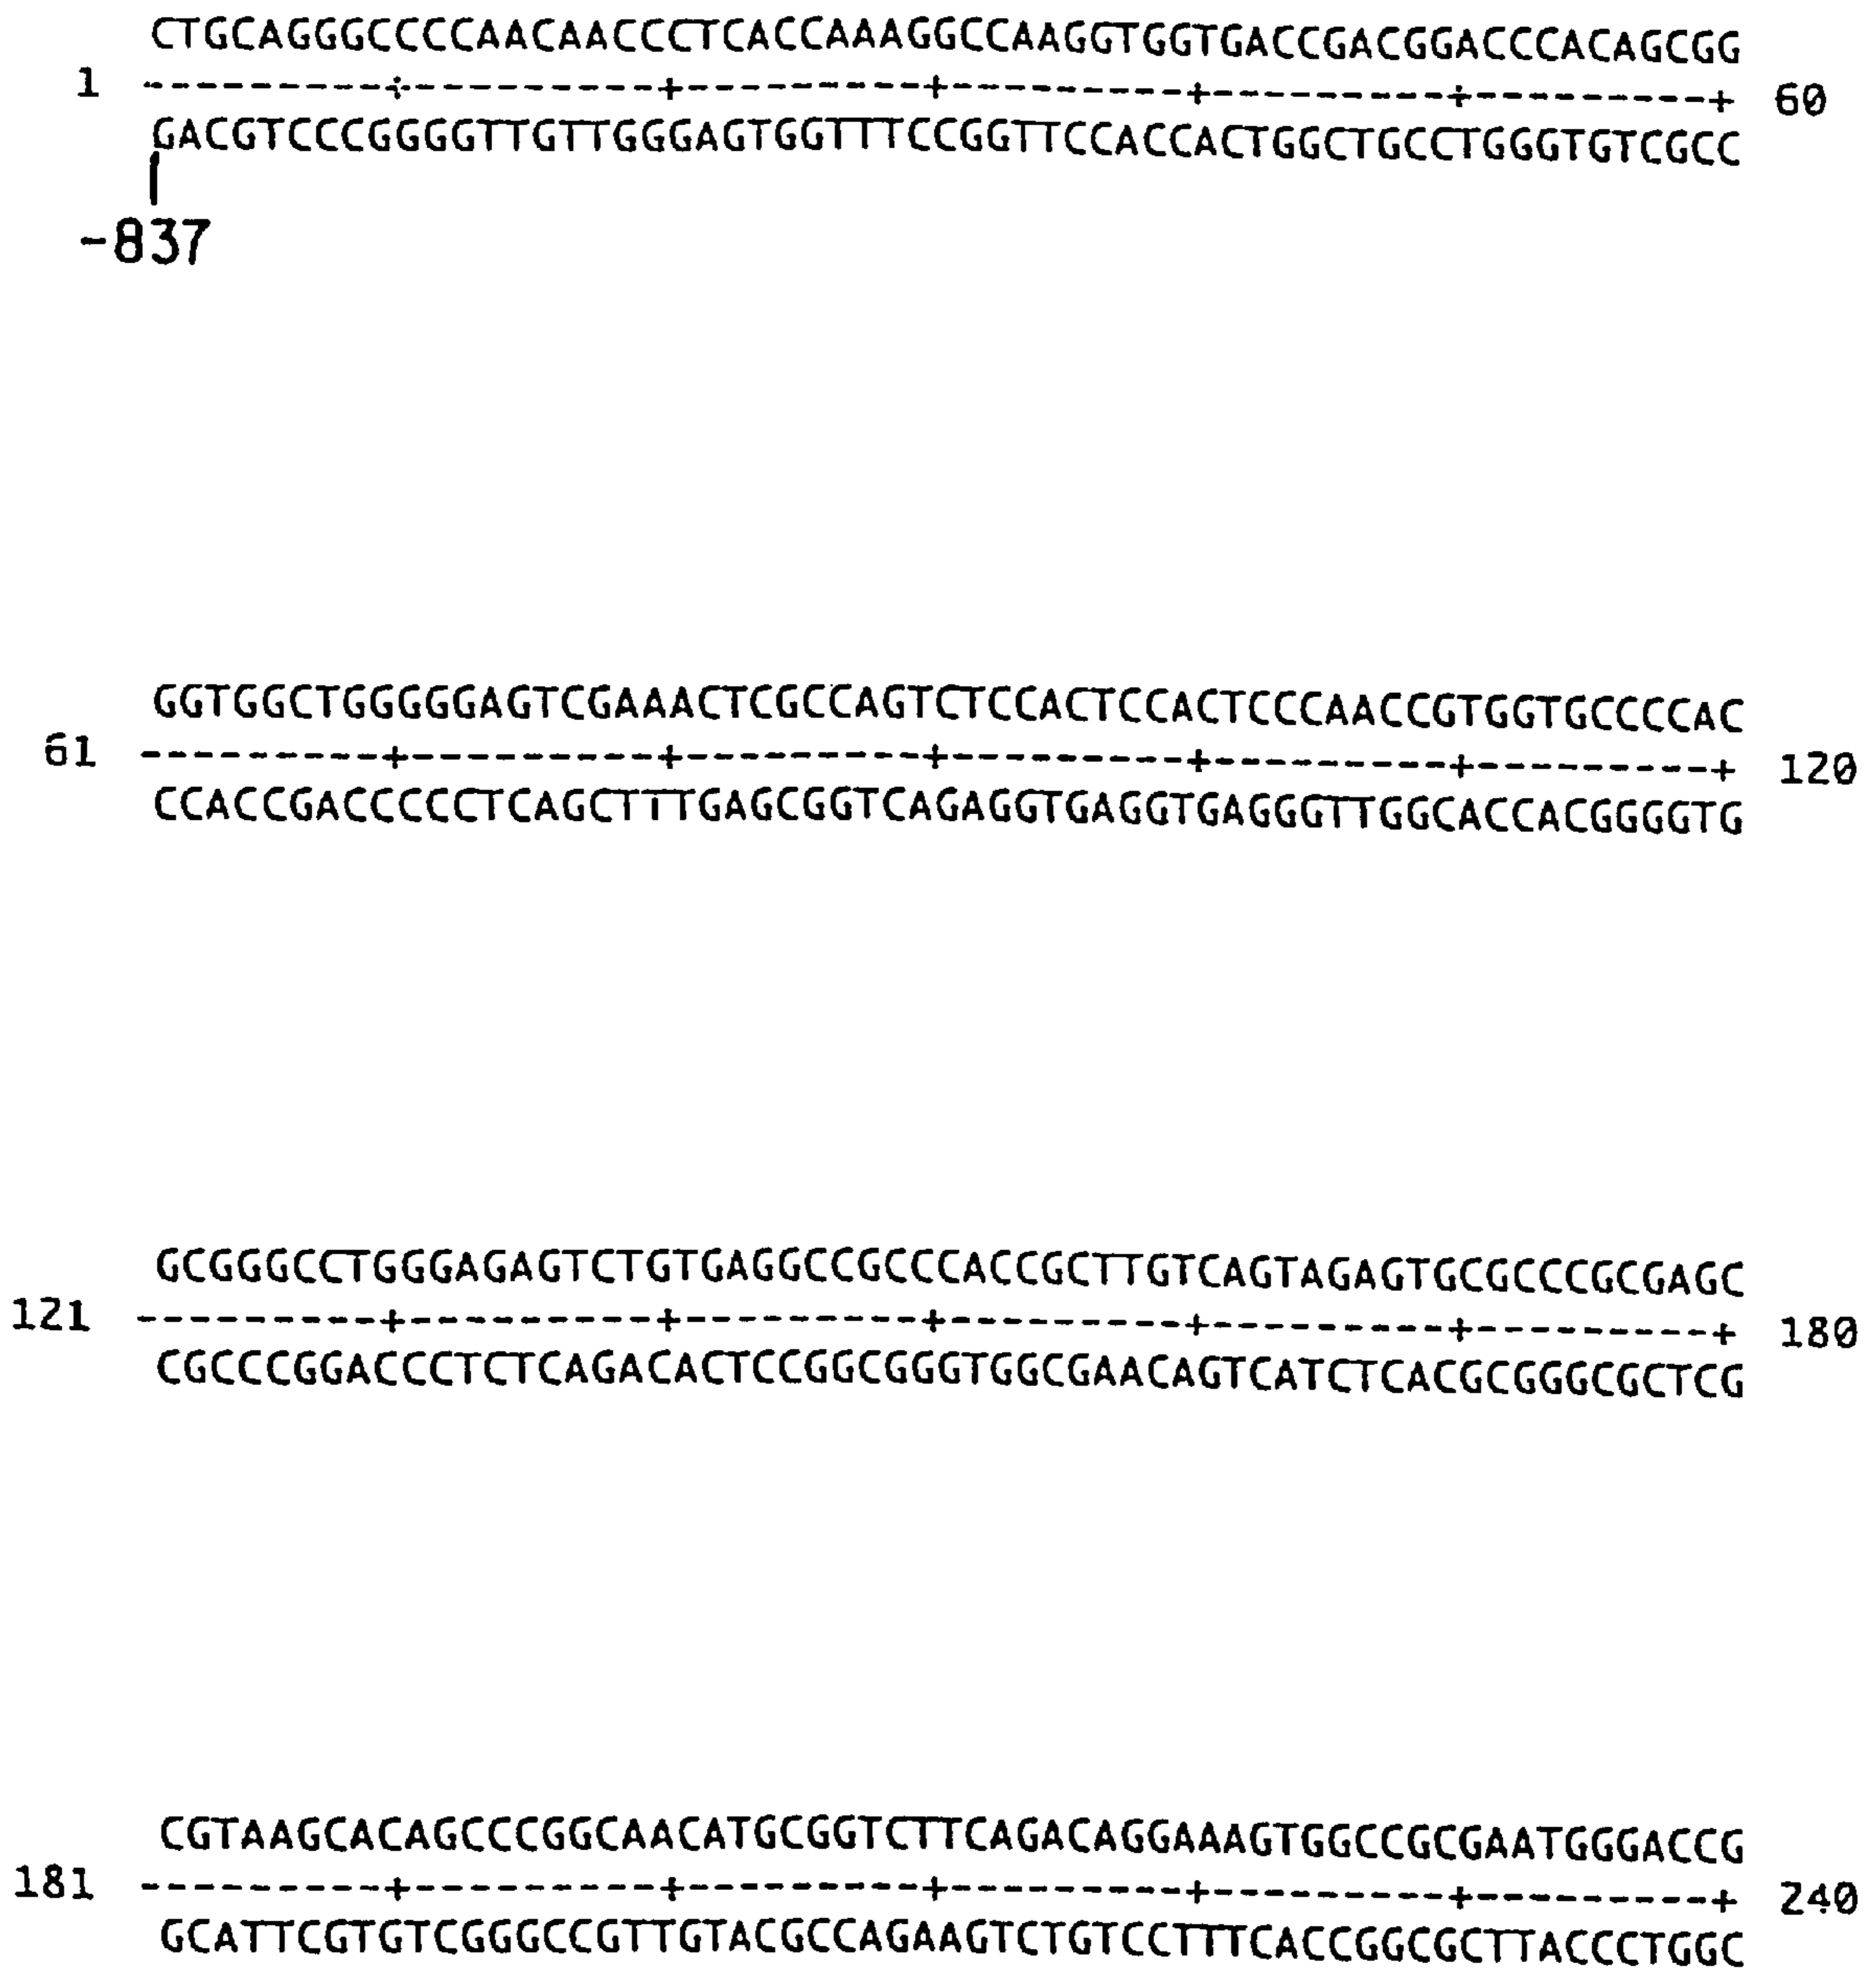 CTGCAGGGCCCCAACAACCCTCACCAAAGGCCAAGGTGGTGACCGACGGACCCACAGCGG
1 ---------+---------+---------+---------+---------+---------+ 60
GACGTCCCGGGGTTGTTGGGAGTGGTTTCCGGTTCCACCACTGGCTGCCTGGGTGTCGCC
-837
GGTGGCTGGGGGAGTCGAAACTCGCCAGTCTCCACTCCACTCCCAACCGTGGTGCCCCAC
61 ---------+---------+---------+---------+---------+---------+ 120
CCACCGACCCCCTCAGCTTTGAGCGGTCAGAGGTGAGGTGAGGGTTGGCACCACGGGGTG
GCGGGCCTGGGAGAGTCTGTGAGGCCGCCCACCGCTTGTCAGTAGAGTGCGCCCGCGAGC
121 ---------+---------+---------+---------+---------+---------+ 180
CGCCCGGACCCTCTCAGACACTCCGGCGGGTGGCGAACAGTCATCTCACGCGGGCGCTCG
CGTAAGCACAGCCCGGCAACATGCGGTCTTCAGACAGGAAAGTGGCCGCGAATGGGACCG
181 ---------+---------+---------+---------+---------+---------+ 240
GCATTCGTGTCGGGCCGTTGTACGCCAGAAGTCTGTCCTTTCACCGGCGCTTACCCTGGC